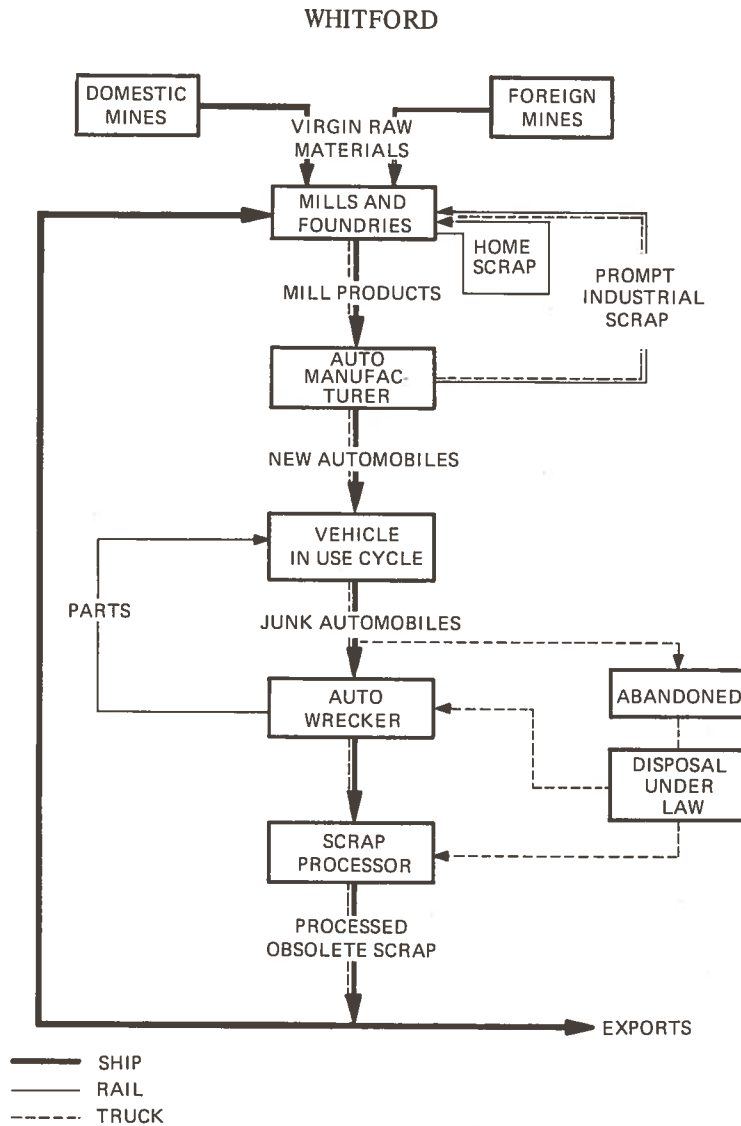 WHITFORD
DOMESTIC
MINES
FOREIGN
MINES
VIRGIN RAW
MATERIALS
MILLS AND
FOUNDRIES
HOME
SCRAP
PROMPT
INDUSTRIAL
SCRAP
MILL PRODUCTS
AUTO
MANUFAC-
TURER
NEW AUTOMOBILES
VEHICLE
IN USE CYCLE
PARTS
JUNK AUTOMOBILES
ABANDONED
AUTO
WRECKER
DISPOSAL
UNDER
LAW
SCRAP
PROCESSOR
PROCESSED
OBSOLETE SCRAP
EXPORTS
SHIP
RAIL
TRUCK